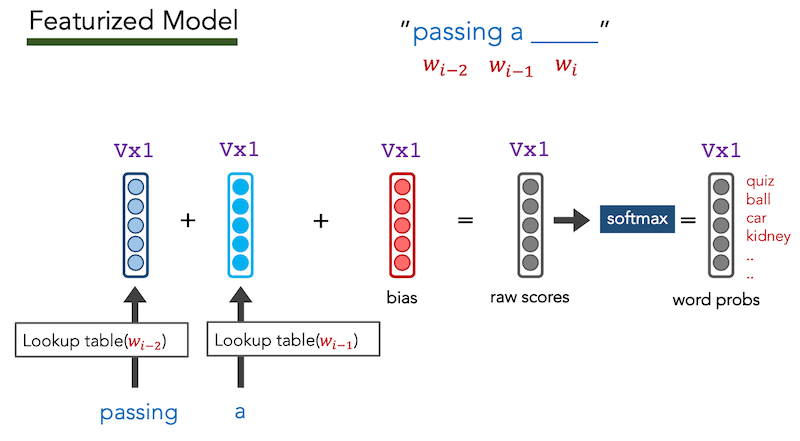 Featurized Model
"passing a _____"
w_{i-2} w_{i-1} w_i
Vx1 Vx1 Vx1 Vx1 Vx1
+ + = softmax =
quiz
ball
car
kidney
..
..
bias raw scores word probs
Lookup table(w_{i-2}) Lookup table(w_{i-1})
passing a